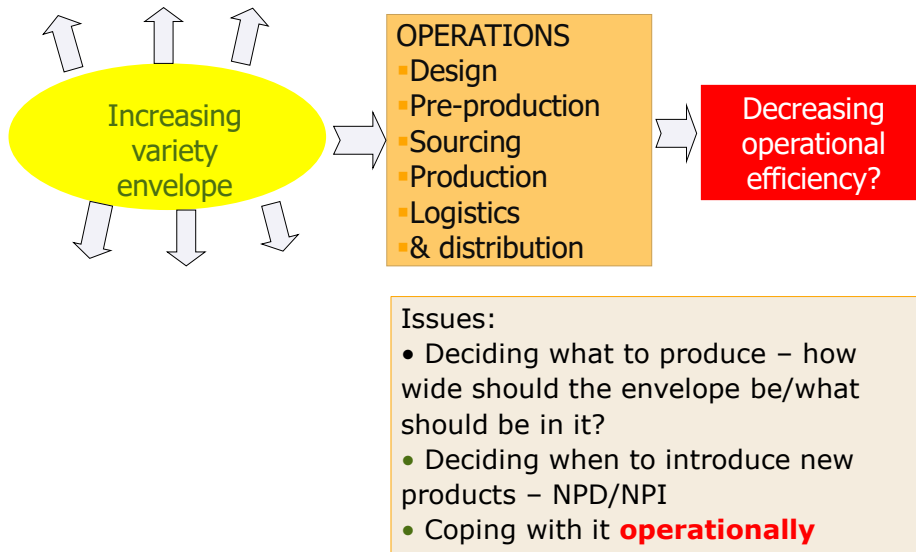 Increasing
variety
envelope
OPERATIONS
▪Design
▪Pre-production
▪Sourcing
▪Production
▪Logistics
▪& distribution
Decreasing
operational
efficiency?
Issues:
• Deciding what to produce – how
wide should the envelope be/what
should be in it?
• Deciding when to introduce new
products – NPD/NPI
• Coping with it operationally